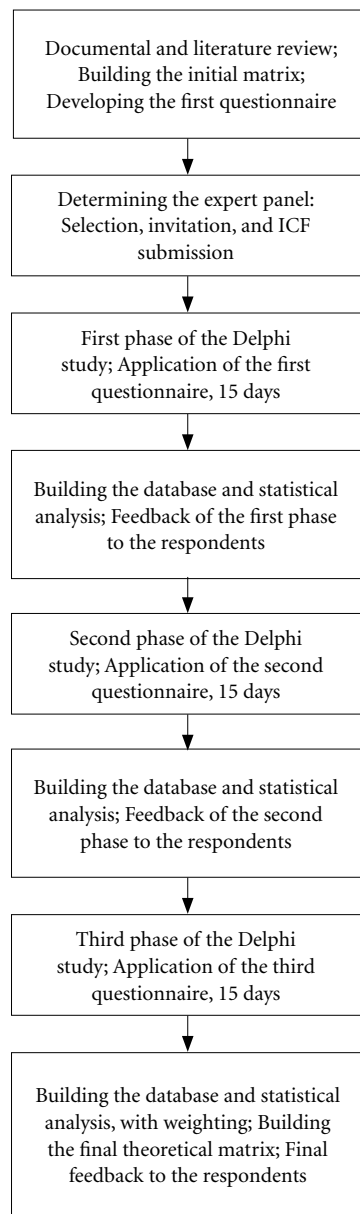 Documental and literature review;
Building the initial matrix;
Developing the first questionnaire
Determining the expert panel:
Selection, invitation, and ICF
submission
First phase of the Delphi
study; Application of the first
questionnaire, 15 days
Building the database and statistical
analysis; Feedback of the first phase
to the respondents
Second phase of the Delphi
study; Application of the second
questionnaire, 15 days
Building the database and statistical
analysis; Feedback of the second
phase to the respondents
Third phase of the Delphi
study; Application of the third
questionnaire, 15 days
Building the database and statistical
analysis, with weighting; Building
the final theoretical matrix; Final
feedback to the respondents